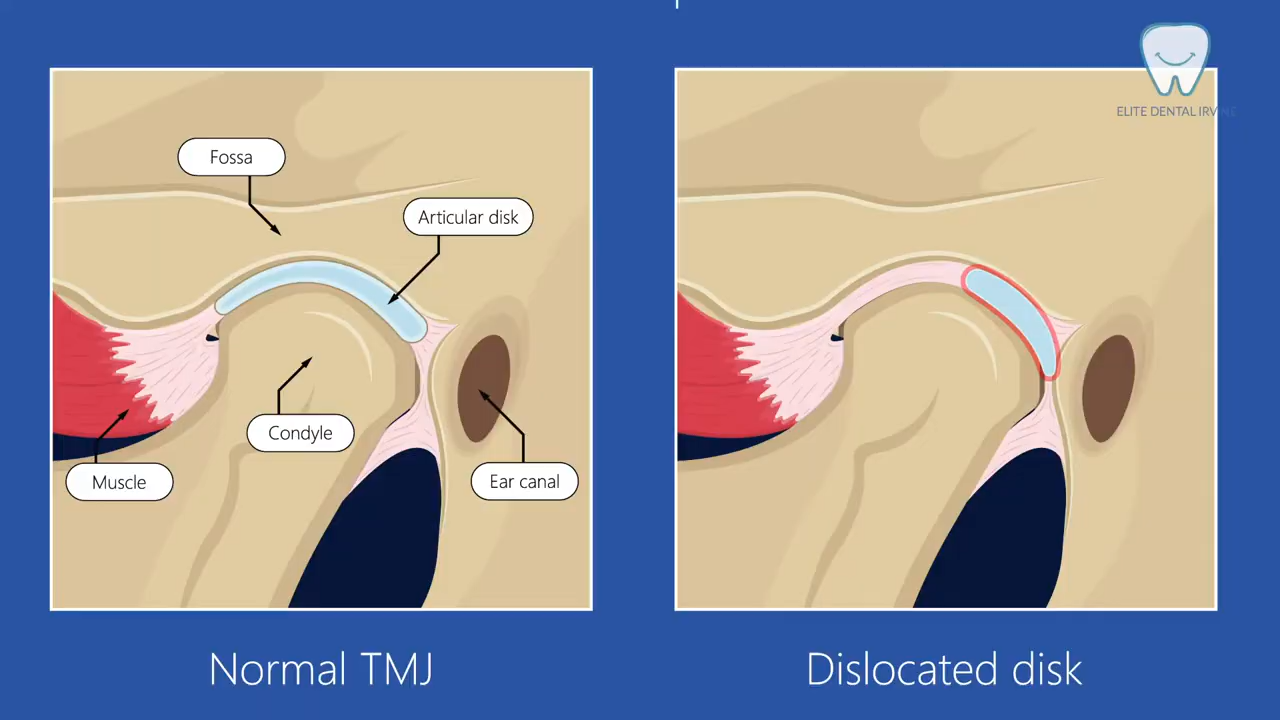 ELITE DENTAL IRVINE
Fossa
Articular disk
Condyle
Muscle
Ear canal
Normal TMJ
Dislocated disk